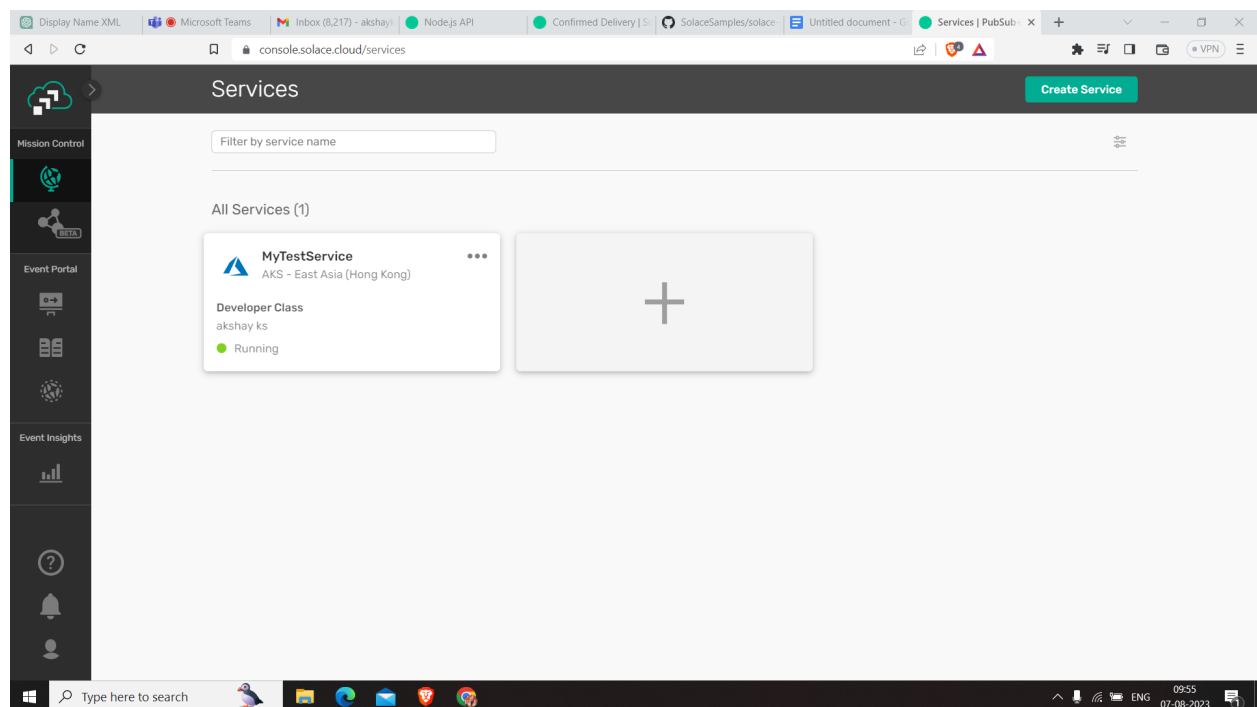 Display Name XML
Microsoft Teams
Inbox (8,217) - akshayk
Node.js API
Confirmed Delivery | So
SolaceSamples/solace-
Untitled document - G
Services | PubSub+
console.solace.cloud/services
VPN
Services
Create Service
Mission Control
Filter by service name
All Services (1)
BETA
MyTestService
AKS - East Asia (Hong Kong)
Event Portal
Developer Class
akshay ks
Running
Event Insights
Type here to search
ENG
09:55
07-08-2023